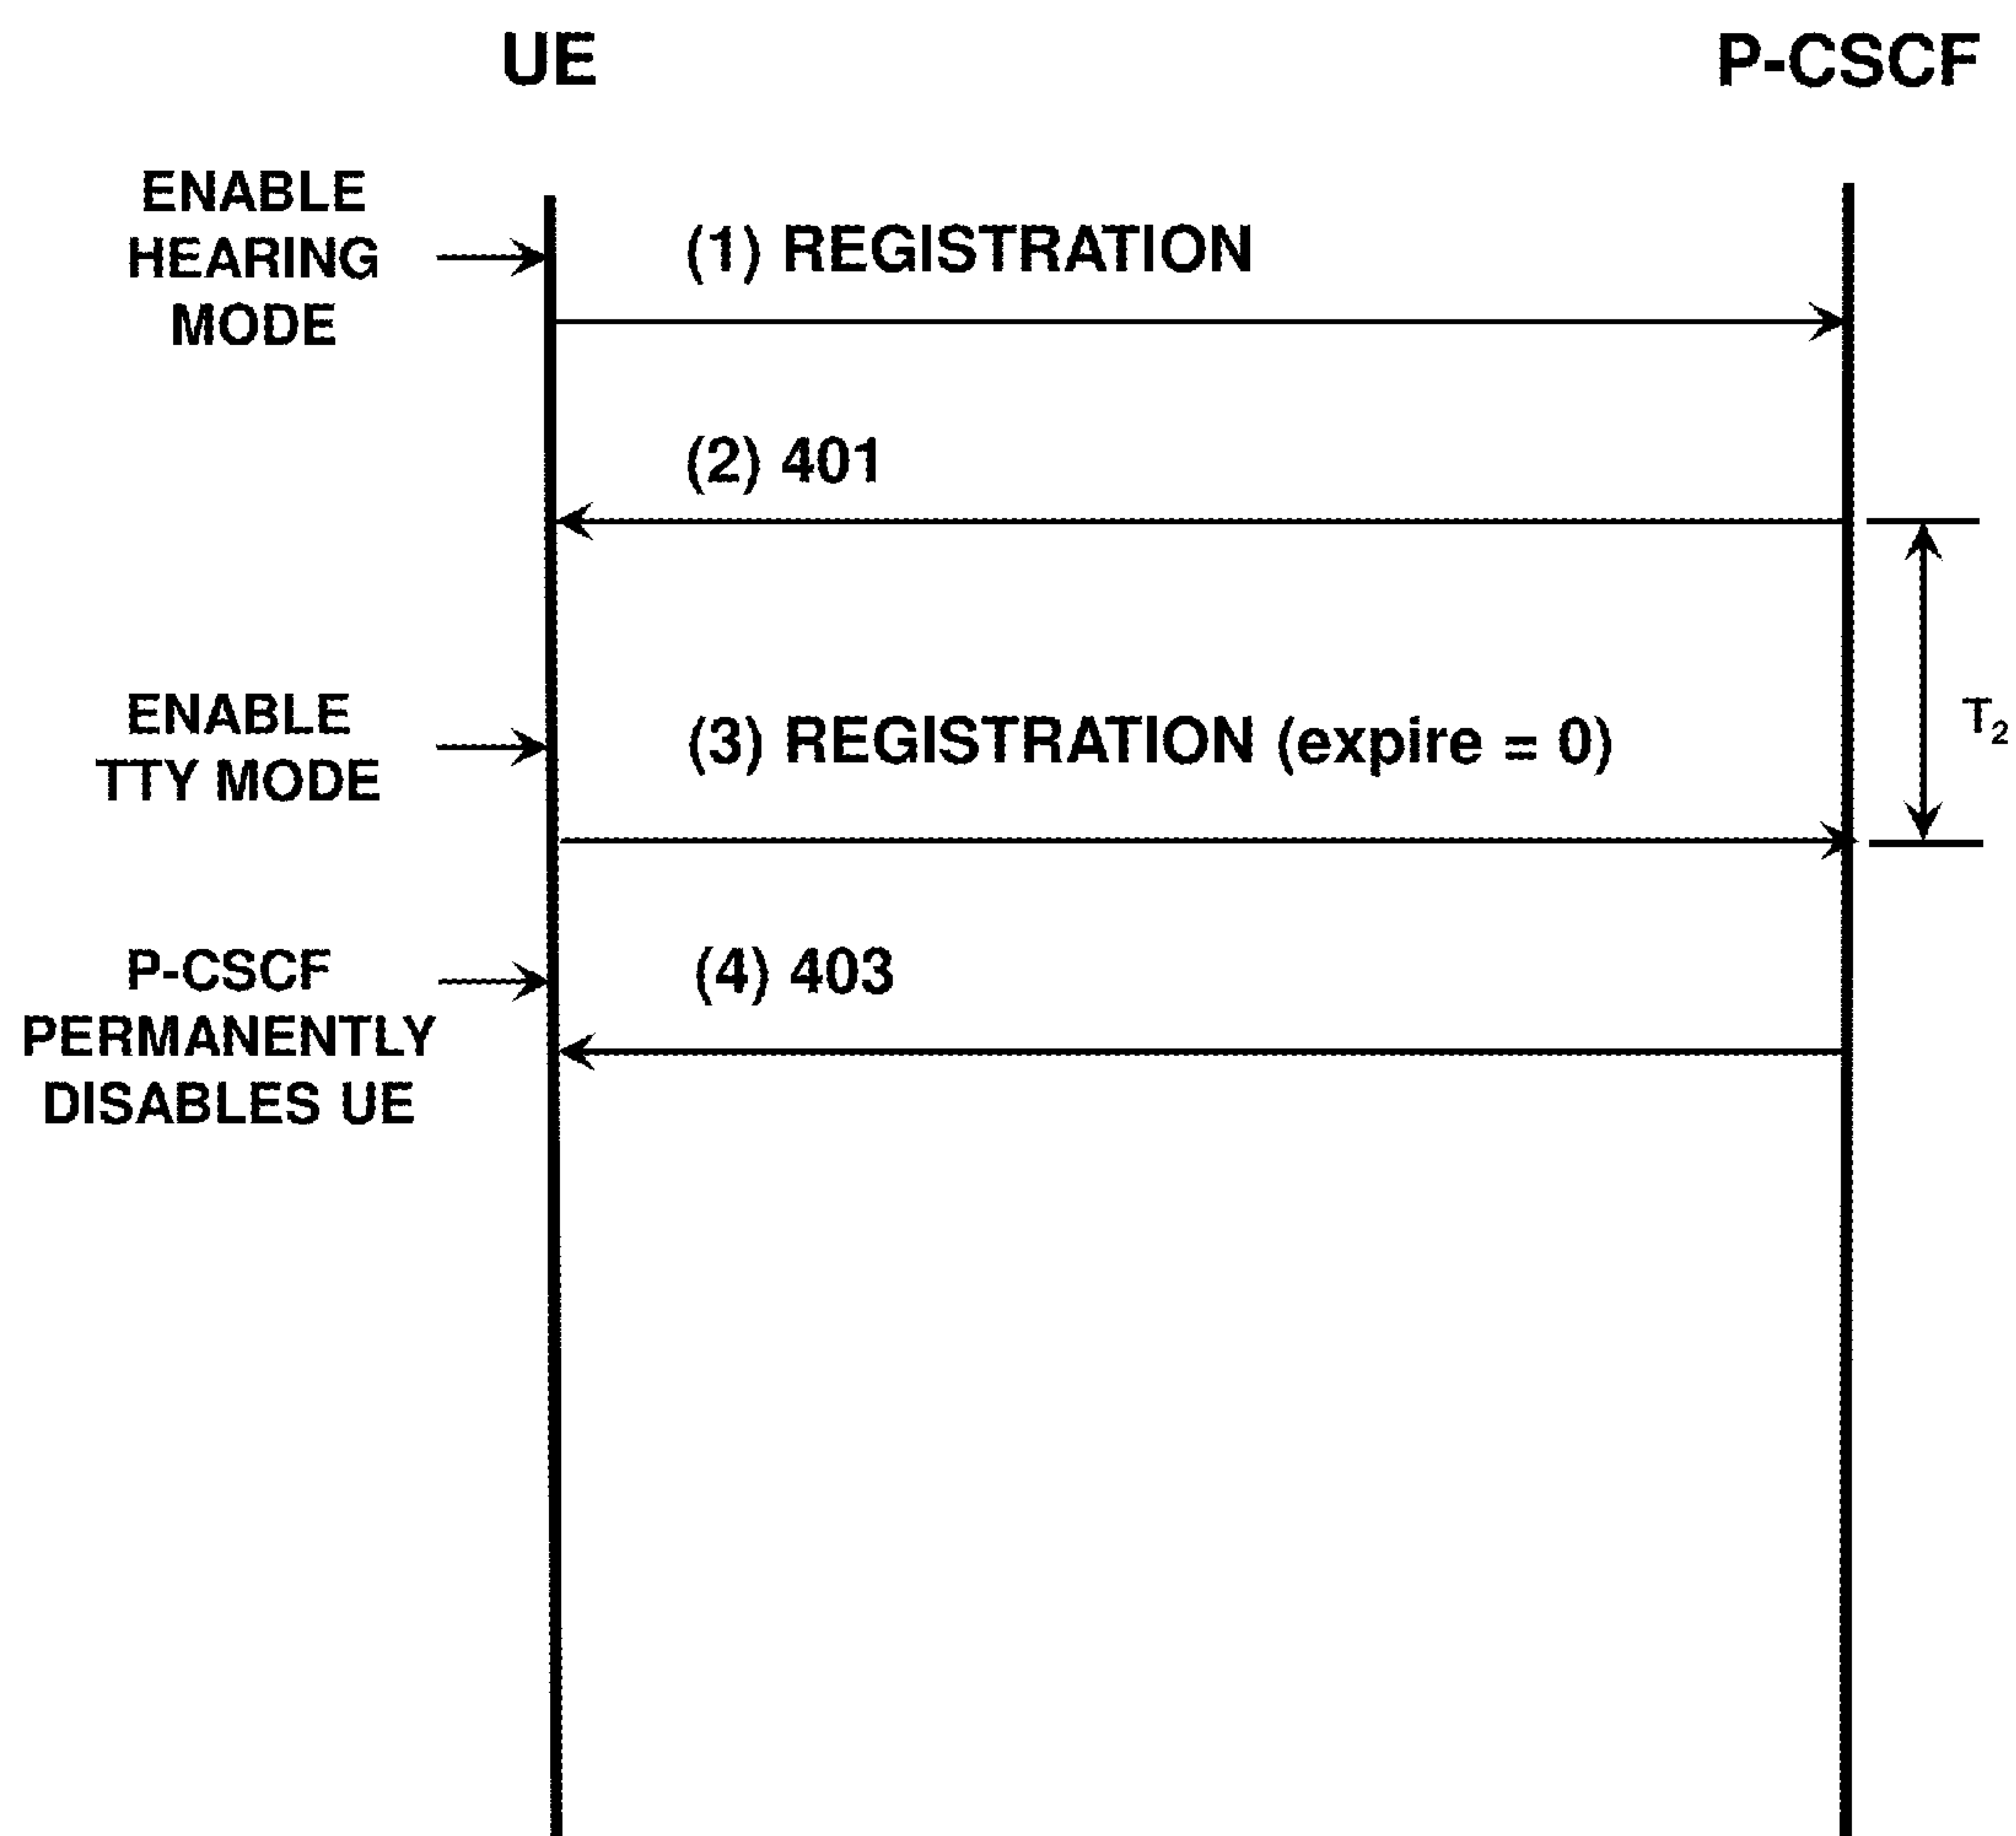 UE
P-CSCF
ENABLE
HEARING
MODE
(1) REGISTRATION
(2) 401
ENABLE
TTY MODE
(3) REGISTRATION (expire = 0)
T2
P-CSCF
PERMANENTLY
DISABLES UE
(4) 403